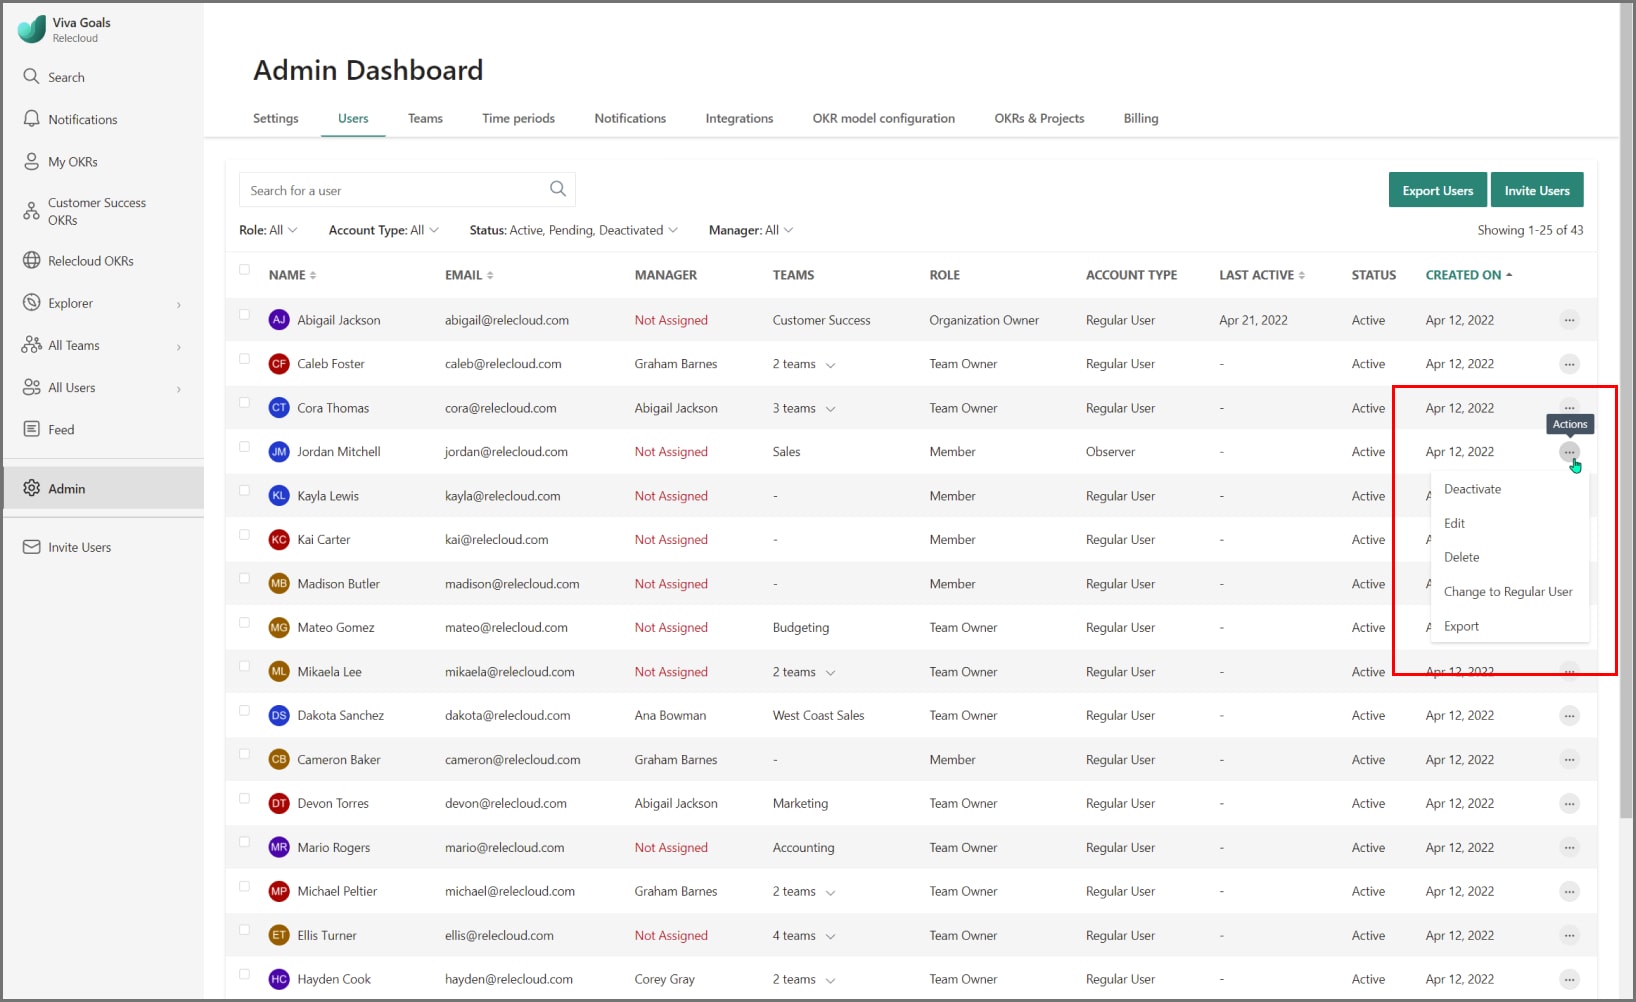 Viva Goals
Relecloud
Search
Notifications
My OKRs
Customer Success
OKRs
Relecloud OKRs
Explorer
All Teams
All Users
Feed
Admin
Invite Users
Admin Dashboard
Settings Users Teams Time periods Notifications Integrations OKR model configuration OKRs & Projects Billing
Search for a user Export Users Invite Users
Role: All Account Type: All Status: Active, Pending, Deactivated Manager: All Showing 1-25 of 43
NAME EMAIL MANAGER TEAMS ROLE ACCOUNT TYPE LAST ACTIVE STATUS CREATED ON
AJ Abigail Jackson abigail@relecloud.com Not Assigned Customer Success Organization Owner Regular User Apr 21, 2022 Active Apr 12, 2022
CF Caleb Foster caleb@relecloud.com Graham Barnes 2 teams Team Owner Regular User - Active Apr 12, 2022
CT Cora Thomas cora@relecloud.com Abigail Jackson 3 teams Team Owner Regular User - Active Apr 12, 2022
Actions
JM Jordan Mitchell jordan@relecloud.com Not Assigned Sales Member Observer - Active Apr 12, 2022
KL Kayla Lewis kayla@relecloud.com Not Assigned - Member Regular User - Active
KC Kai Carter kai@relecloud.com Not Assigned - Member Regular User - Active
MB Madison Butler madison@relecloud.com Not Assigned - Member Regular User - Active
MG Mateo Gomez mateo@relecloud.com Not Assigned Budgeting Team Owner Regular User - Active
Deactivate
Edit
Delete
Change to Regular User
Export
ML Mikaela Lee mikaela@relecloud.com Not Assigned 2 teams Team Owner Regular User - Active Apr 12, 2022
DS Dakota Sanchez dakota@relecloud.com Ana Bowman West Coast Sales Team Owner Regular User - Active Apr 12, 2022
CB Cameron Baker cameron@relecloud.com Graham Barnes - Member Regular User - Active Apr 12, 2022
DT Devon Torres devon@relecloud.com Abigail Jackson Marketing Team Owner Regular User - Active Apr 12, 2022
MR Mario Rogers mario@relecloud.com Not Assigned Accounting Team Owner Regular User - Active Apr 12, 2022
MP Michael Peltier michael@relecloud.com Graham Barnes 2 teams Team Owner Regular User - Active Apr 12, 2022
ET Ellis Turner ellis@relecloud.com Not Assigned 4 teams Team Owner Regular User - Active Apr 12, 2022
HC Hayden Cook hayden@relecloud.com Corey Gray 2 teams Team Owner Regular User - Active Apr 12, 2022